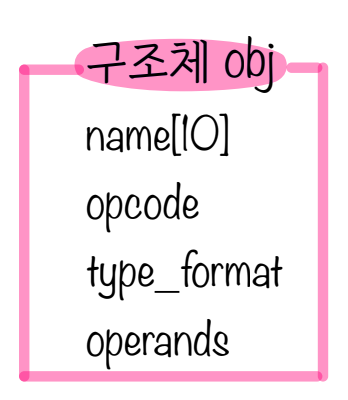 구조체 obj
name[10]
opcode
type_format
operands